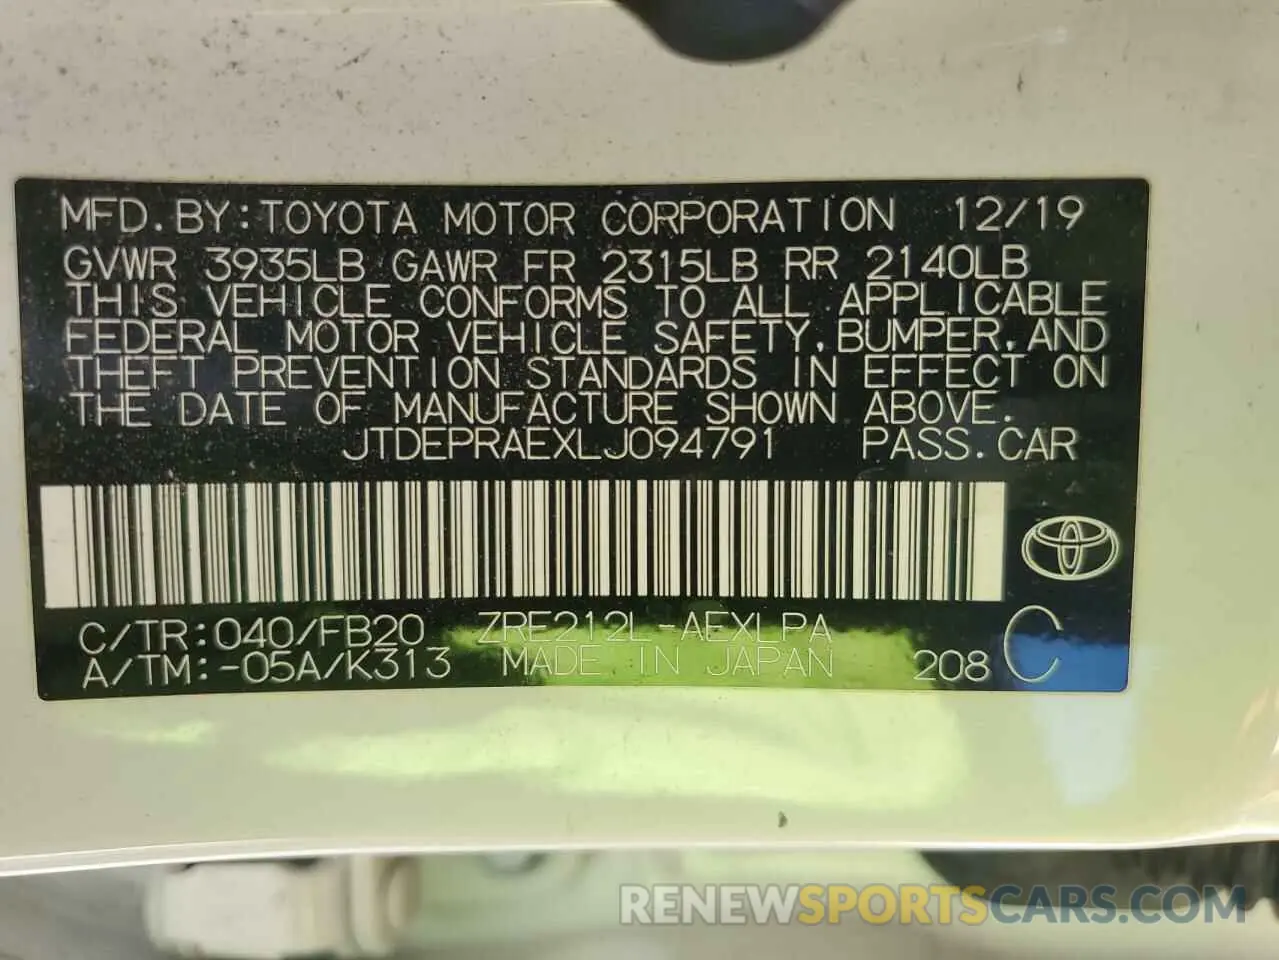 MFD. BY: TOYOTA MOTOR CORPORATION 12/19
GVWR 3935LB GAWR FR 2315LB RR 2140LB
THIS VEHICLE CONFORMS TO ALL APPLICABLE
FEDERAL MOTOR VEHICLE SAFETY, BUMPER, AND
THEFT PREVENTION STANDARDS IN EFFECT ON
THE DATE OF MANUFACTURE SHOWN ABOVE.
JTDEPRAEXLJ094791 PASS. CAR
C/TR: 040/FB20 ZRE212L-AEXLPA
A/TM: -05A/K313 MADE IN JAPAN 208 C
RENEWSPORTSCARS.COM